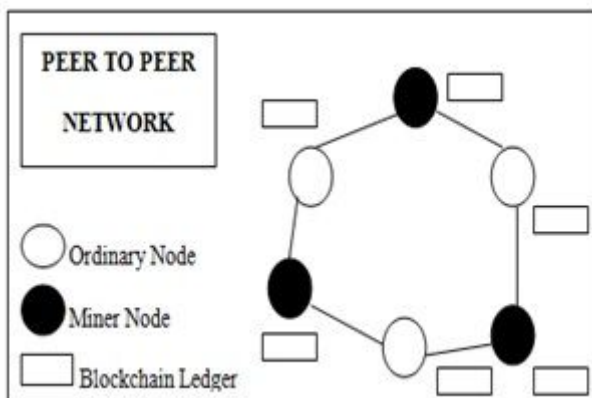 PEER TO PEER
NETWORK
Ordinary Node
Miner Node
Blockchain Ledger